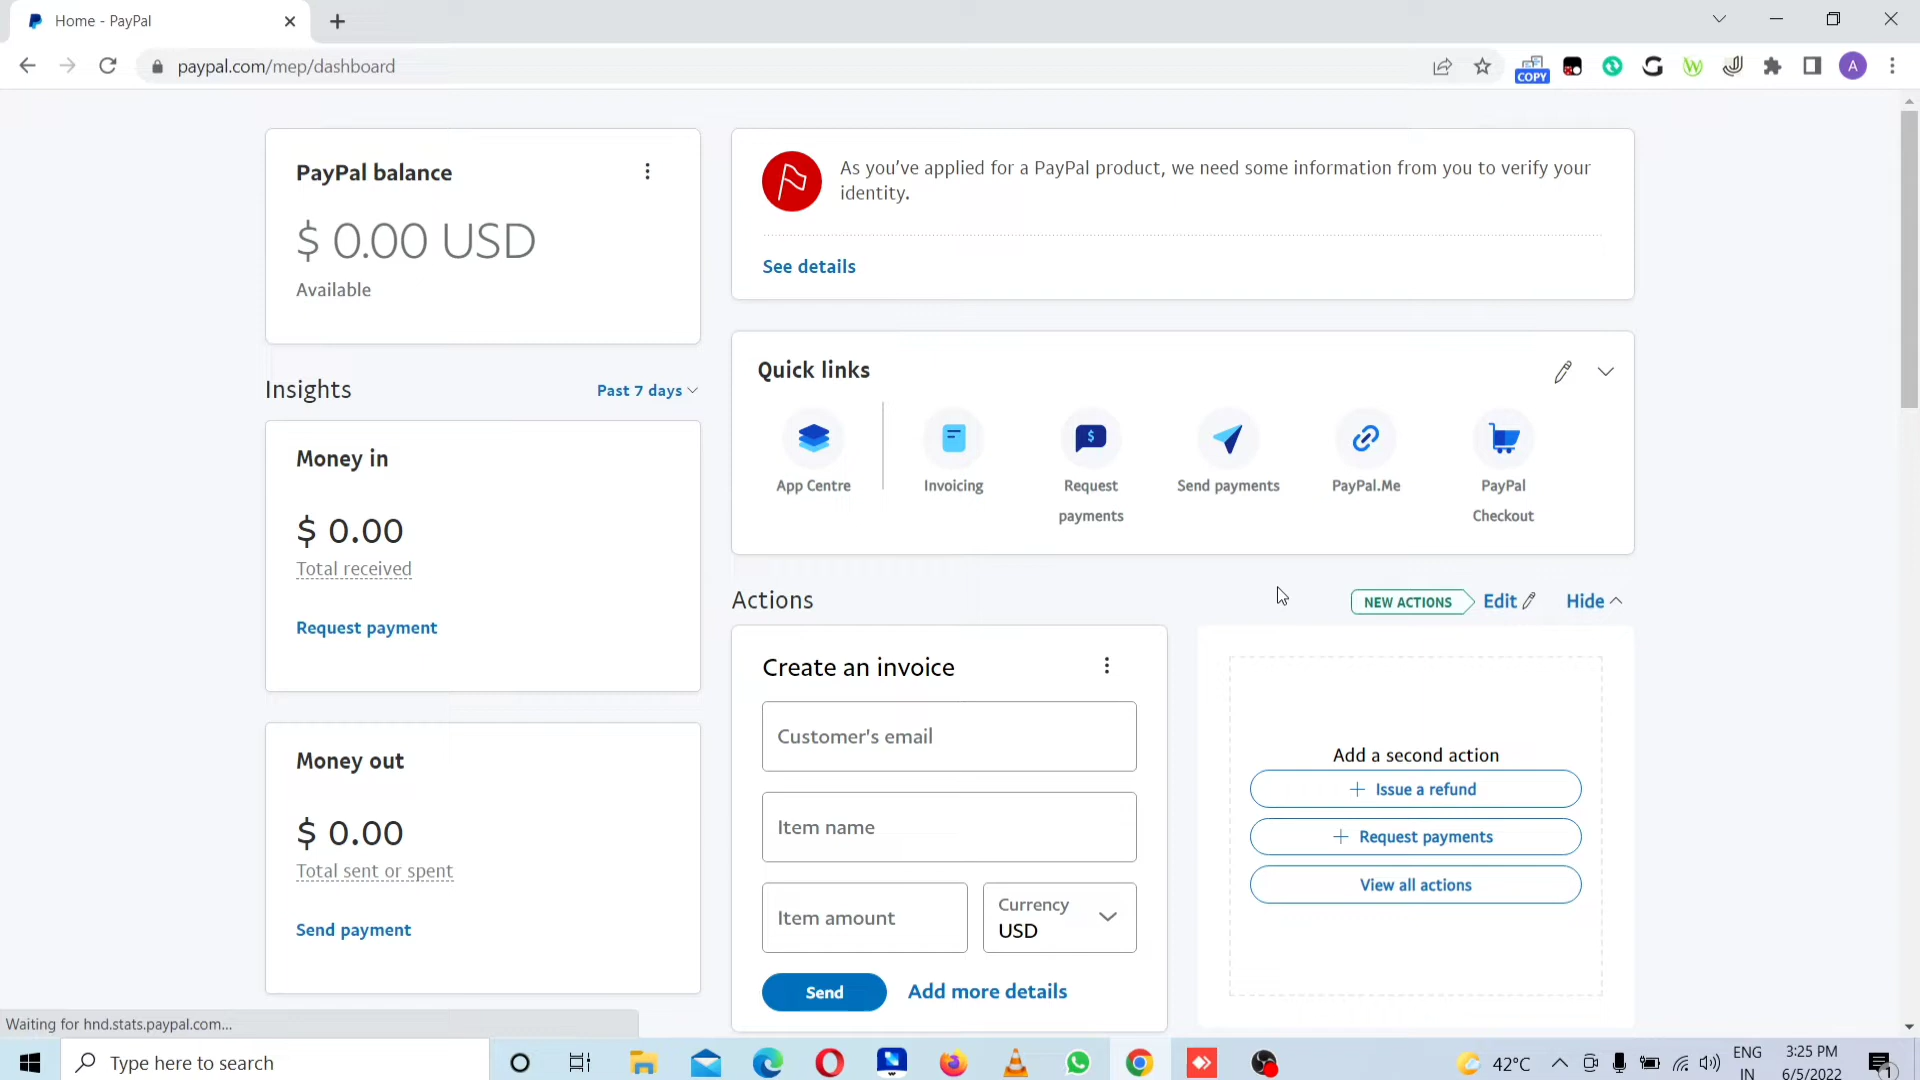 Home - PayPal
paypal.com/mep/dashboard
COPY
A
PayPal balance
$ 0.00 USD
Available
As you’ve applied for a PayPal product, we need some information from you to verify your
identity.
See details
Insights
Past 7 days
Quick links
App Centre
Invoicing
Request
payments
Send payments
PayPal.Me
PayPal
Checkout
Money in
$ 0.00
Total received
Request payment
Actions
NEW ACTIONS
Edit
Hide
Create an invoice
Customer's email
Item name
Item amount
Currency
USD
Send
Add more details
Add a second action
Issue a refund
Request payments
View all actions
Money out
$ 0.00
Total sent or spent
Send payment
Waiting for hnd.stats.paypal.com...
Type here to search
42°C
ENG
IN
3:25 PM
6/5/2022
1